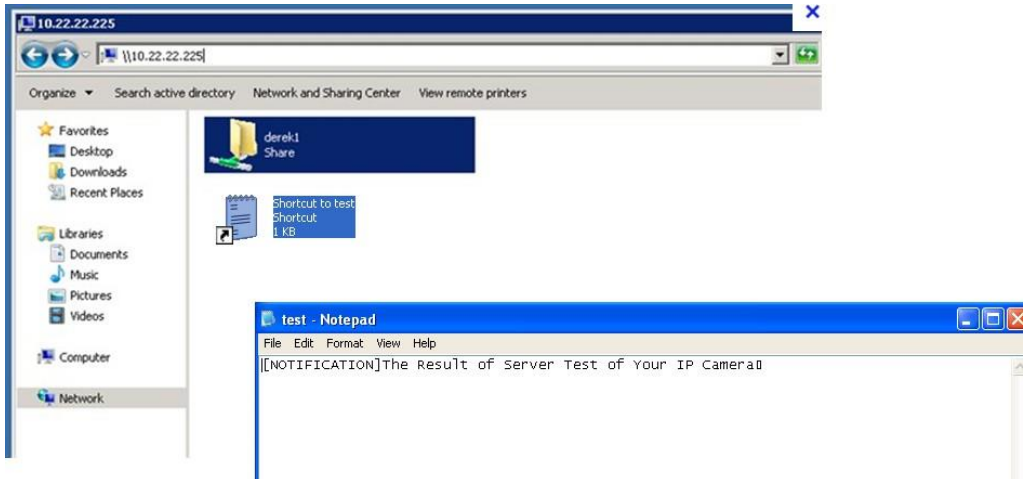 10.22.22.225
\\10.22.22.225
Organize Search active directory Network and Sharing Center View remote printers
Favorites
Desktop
Downloads
Recent Places
Libraries
Documents
Music
Pictures
Videos
Computer
Network
derek1
Share
Shortcut to test
Shortcut
1 KB
test - Notepad
File Edit Format View Help
[NOTIFICATION]The Result of Server Test of Your IP Camera▯